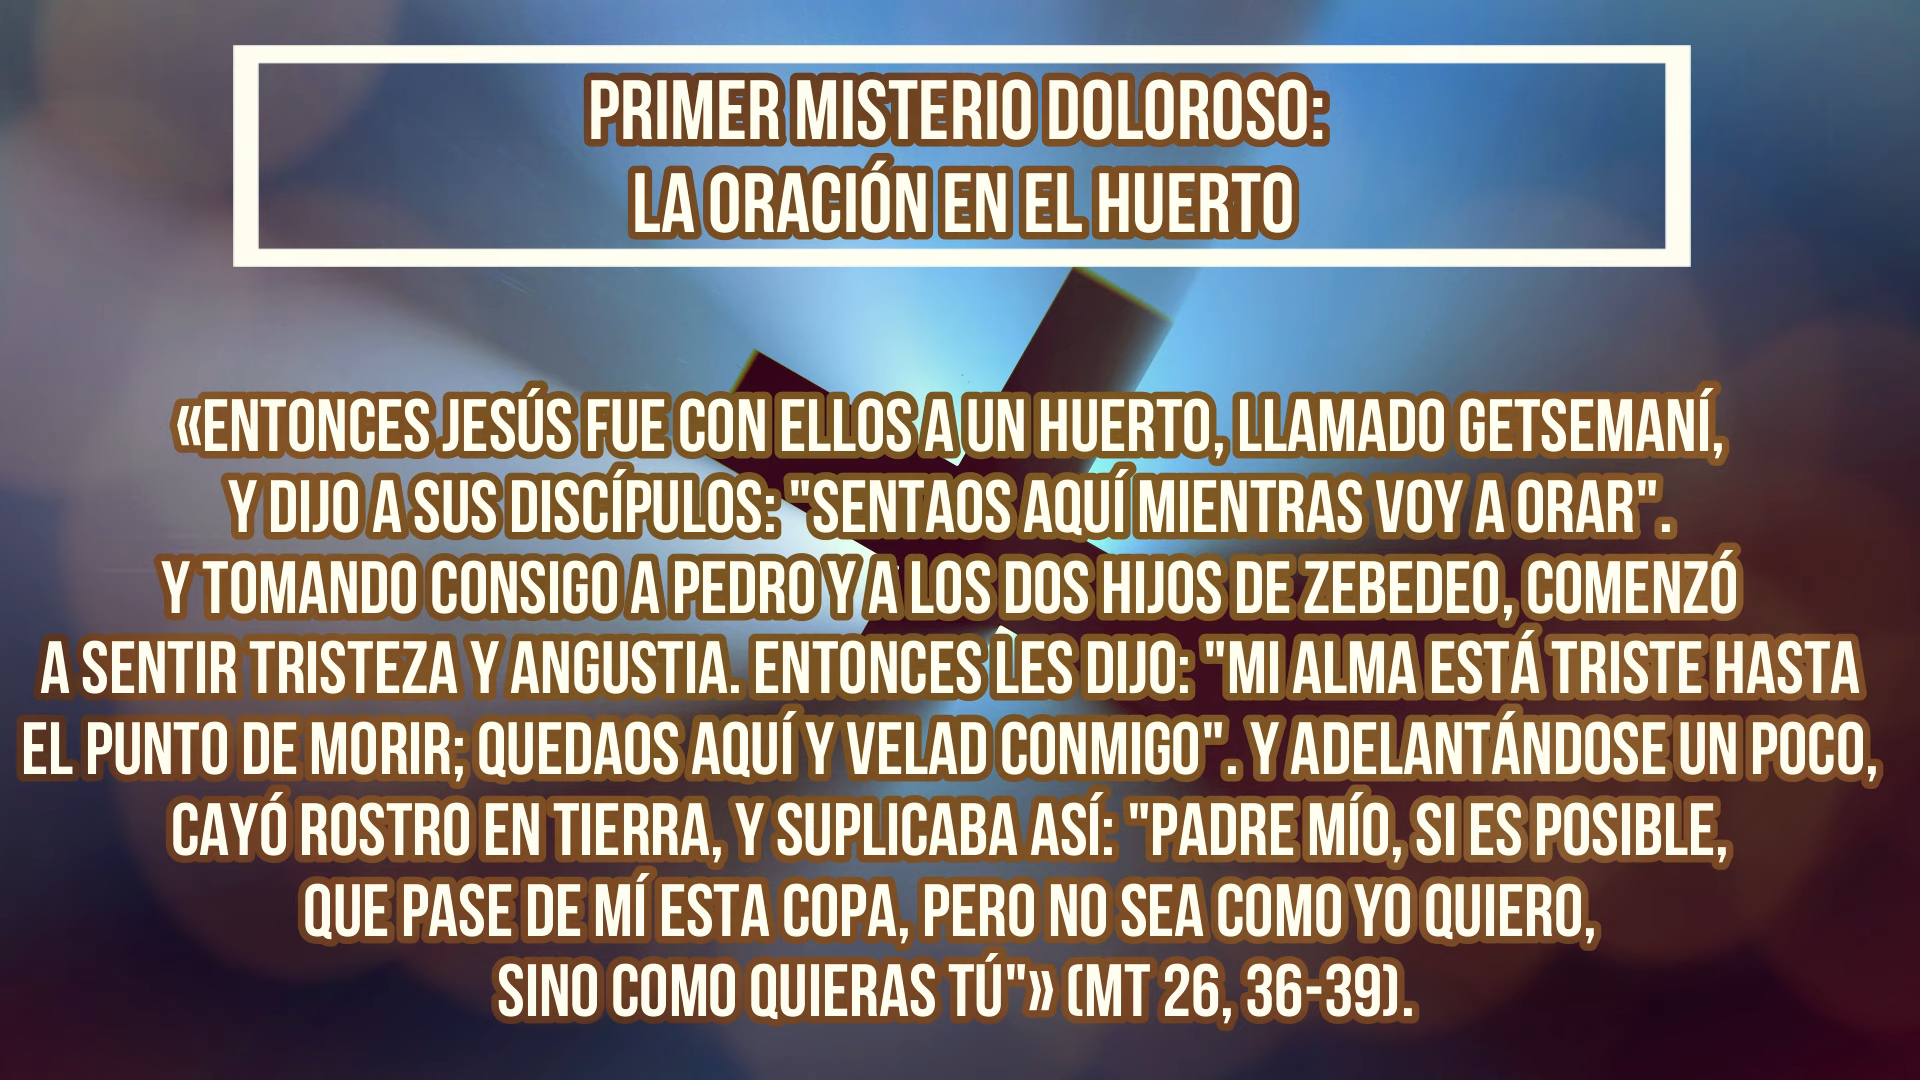 PRIMER MISTERIO DOLOROSO:
LA ORACIÓN EN EL HUERTO
«ENTONCES JESÚS FUE CON ELLOS A UN HUERTO, LLAMADO GETSEMANÍ,
Y DIJO A SUS DISCÍPULOS: "SENTAOS AQUÍ MIENTRAS VOY A ORAR".
Y TOMANDO CONSIGO A PEDRO Y A LOS DOS HIJOS DE ZEBEDEO, COMENZÓ
A SENTIR TRISTEZA Y ANGUSTIA. ENTONCES LES DIJO: "MI ALMA ESTÁ TRISTE HASTA
EL PUNTO DE MORIR; QUEDAOS AQUÍ Y VELAD CONMIGO". Y ADELANTÁNDOSE UN POCO,
CAYÓ ROSTRO EN TIERRA, Y SUPLICABA ASÍ: "PADRE MÍO, SI ES POSIBLE,
QUE PASE DE MÍ ESTA COPA, PERO NO SEA COMO YO QUIERO,
SINO COMO QUIERAS TÚ"» (MT 26, 36-39).